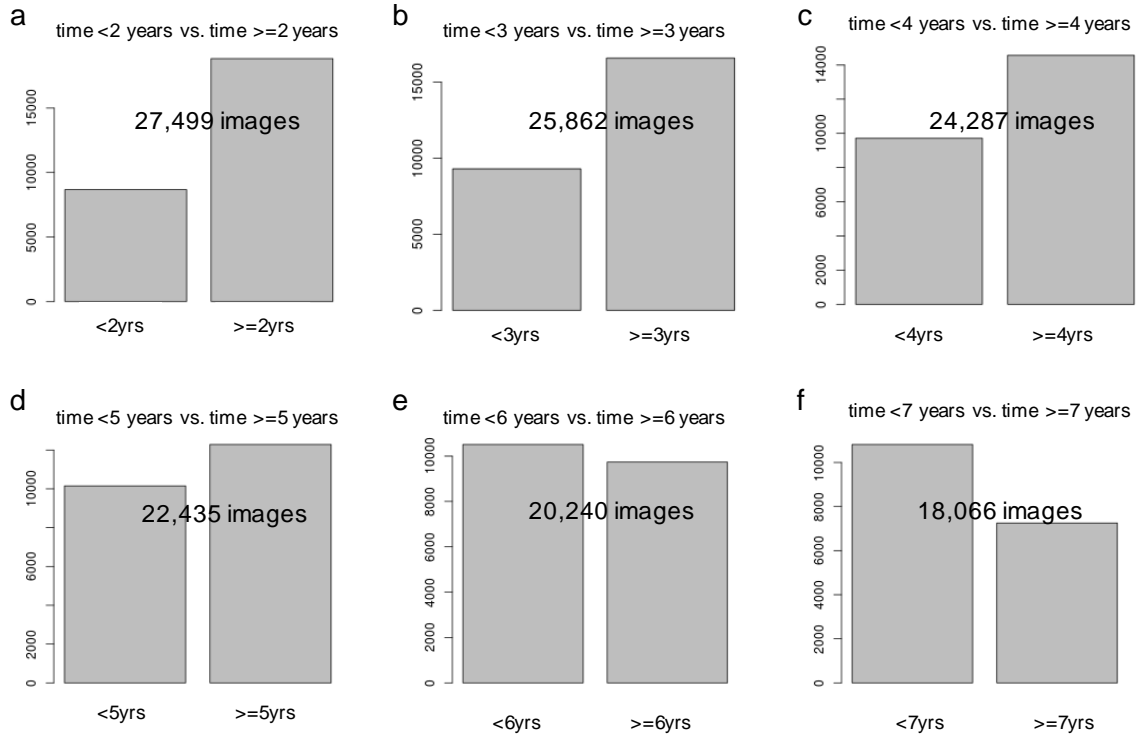 a
time <2 years vs. time >=2 years
15000
10000
5000
0
27,499 images
<2yrs
>=2yrs
b
time <3 years vs. time >=3 years
15000
10000
5000
0
25,862 images
<3yrs
>=3yrs
c
time <4 years vs. time >=4 years
14000
10000
8000
6000
4000
2000
0
24,287 images
<4yrs
>=4yrs
d
time <5 years vs. time >=5 years
10000
6000
4000
2000
0
22,435 images
<5yrs
>=5yrs
e
time <6 years vs. time >=6 years
10000
8000
6000
4000
2000
0
20,240 images
<6yrs
>=6yrs
f
time <7 years vs. time >=7 years
10000
8000
6000
4000
2000
0
18,066 images
<7yrs
>=7yrs